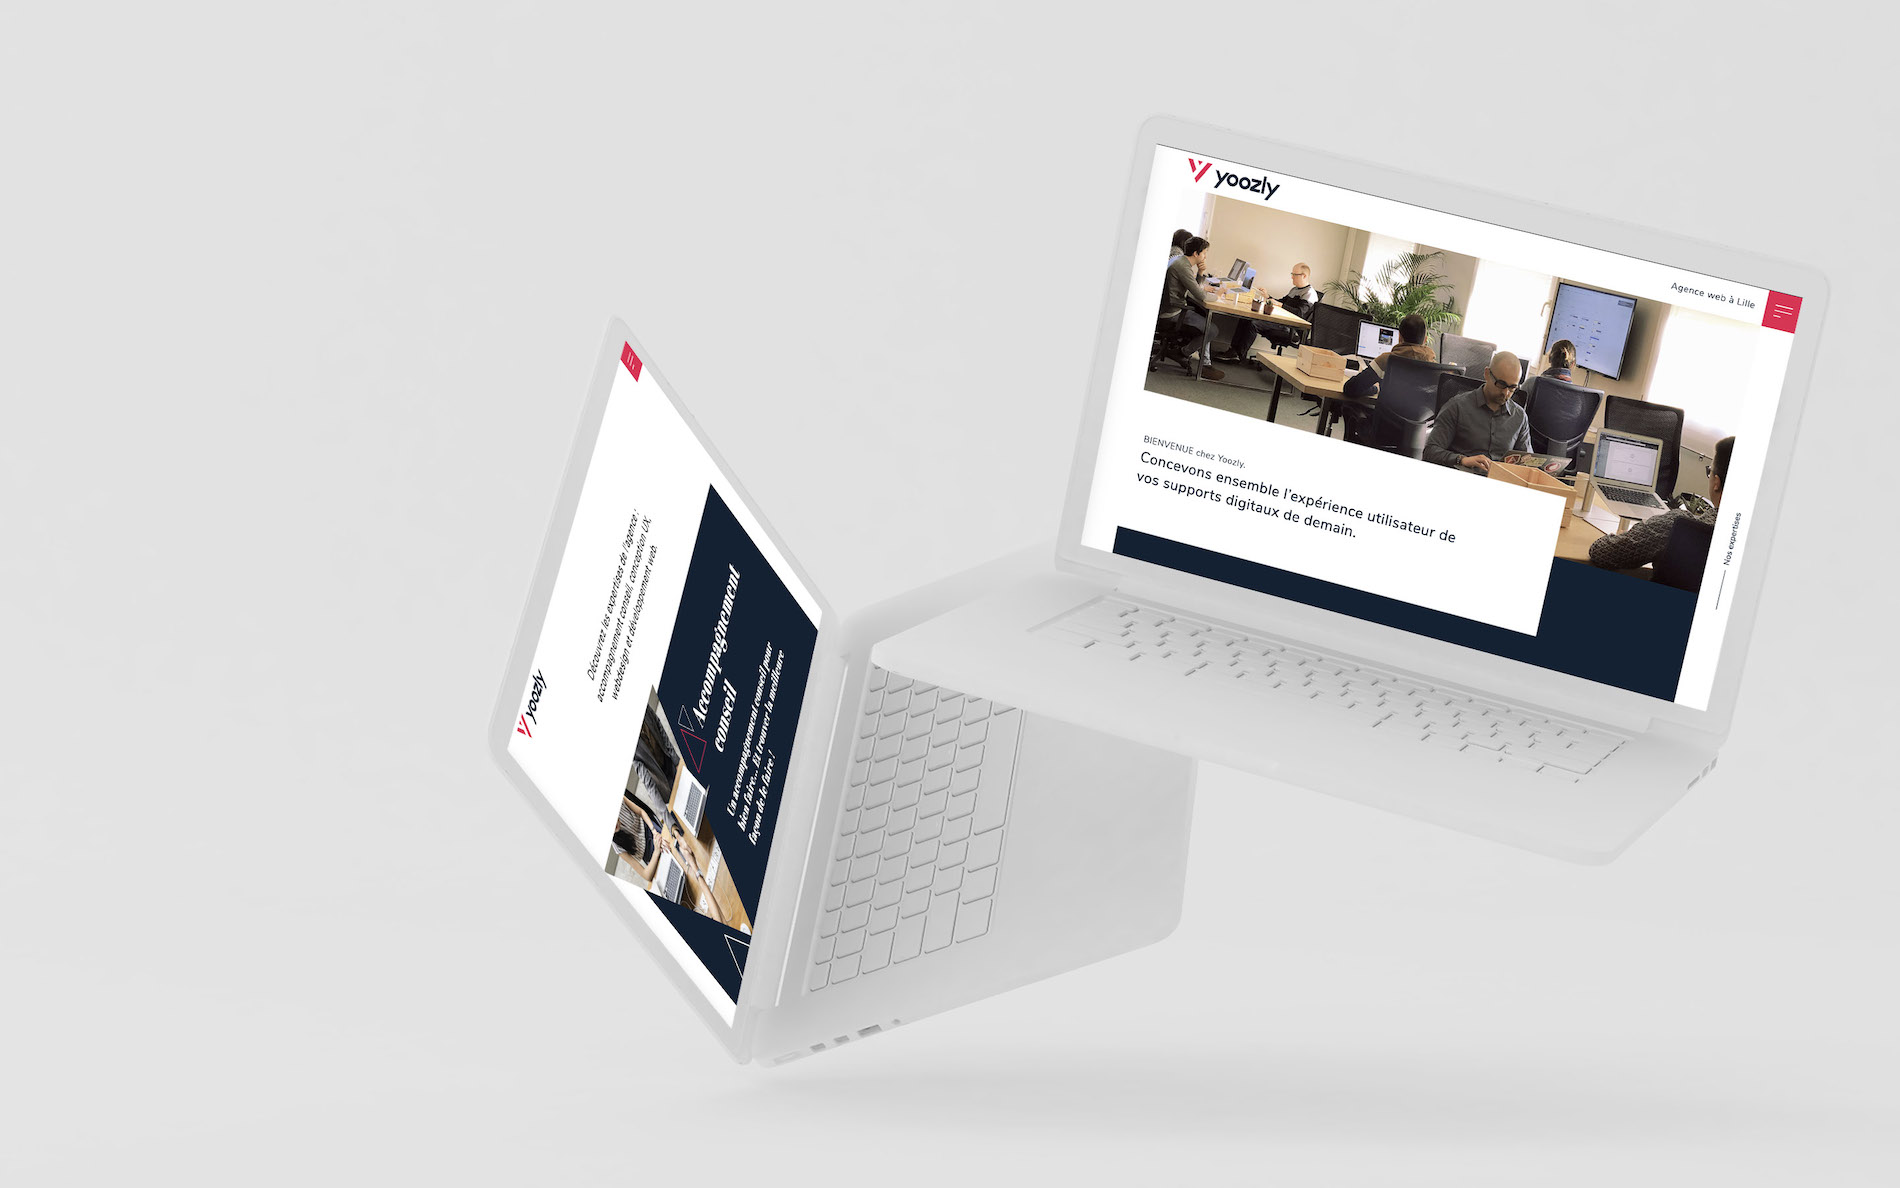 yoozly
Agence web à Lille
BIENVENUE chez Yoozly.
Concevons ensemble l'expérience utilisateur de
vos supports digitaux de demain.
Nos expertises
yoozly
Découvrez les expertises de l'agence :
accompagnement conseil, conception UX,
webdesign et développement web.
Accompagnement
conseil
Un accompagnement conseil pour
bien faire... Et trouver la meilleure
façon de le faire !